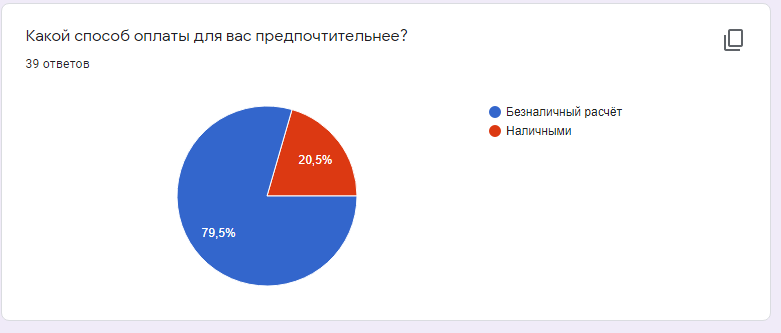 Какой способ оплаты для вас предпочтительнее?
39 ответов
Безналичный расчёт
Наличными
20,5%
79,5%